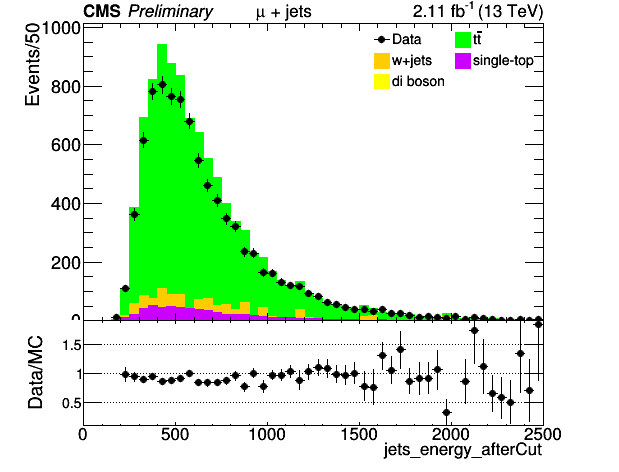 CMS Preliminary μ + jets 2.11 fb⁻¹ (13 TeV)
Events/50
1000
800
600
400
200
0
Data
tt̄
w+jets
single-top
di boson
Data/MC
1.5
1
0.5
0 500 1000 1500 2000 2500
jets_energy_afterCut